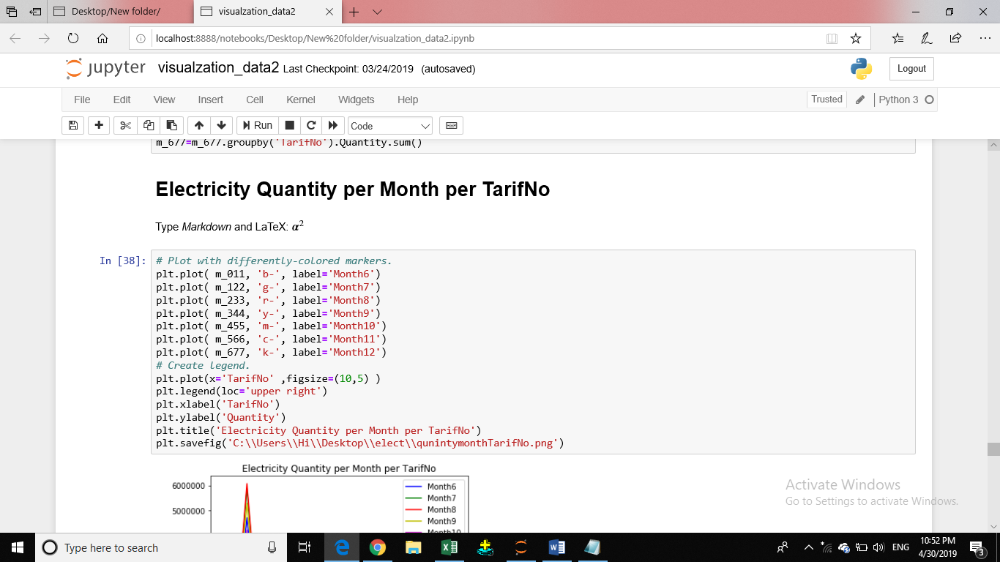 Desktop/New folder/
visualzation_data2
localhost:8888/notebooks/Desktop/New%20folder/visualzation_data2.ipynb
jupyter visualzation_data2 Last Checkpoint: 03/24/2019 (autosaved)
Logout
File Edit View Insert Cell Kernel Widgets Help
Trusted
Python 3
Run
Code
m_677=m_677.groupby('TarifNo').Quantity.sum()
Electricity Quantity per Month per TarifNo
Type Markdown and LaTeX: α²
In [38]:
# Plot with differently-colored markers.
plt.plot( m_011, 'b-', label='Month6')
plt.plot( m_122, 'g-', label='Month7')
plt.plot( m_233, 'r-', label='Month8')
plt.plot( m_344, 'y-', label='Month9')
plt.plot( m_455, 'm-', label='Month10')
plt.plot( m_566, 'c-', label='Month11')
plt.plot( m_677, 'k-', label='Month12')
# Create legend.
plt.plot(x='TarifNo' ,figsize=(10,5) )
plt.legend(loc='upper right')
plt.xlabel('TarifNo')
plt.ylabel('Quantity')
plt.title('Electricity Quantity per Month per TarifNo')
plt.savefig('C:\\Users\\Hi\\Desktop\\elect\\qunintymonthTarifNo.png')
Electricity Quantity per Month per TarifNo
6000000
5000000
Month6
Month7
Month8
Month9
Month10
Activate Windows
Go to Settings to activate Windows.
Type here to search
ENG
10:52 PM
4/30/2019
3